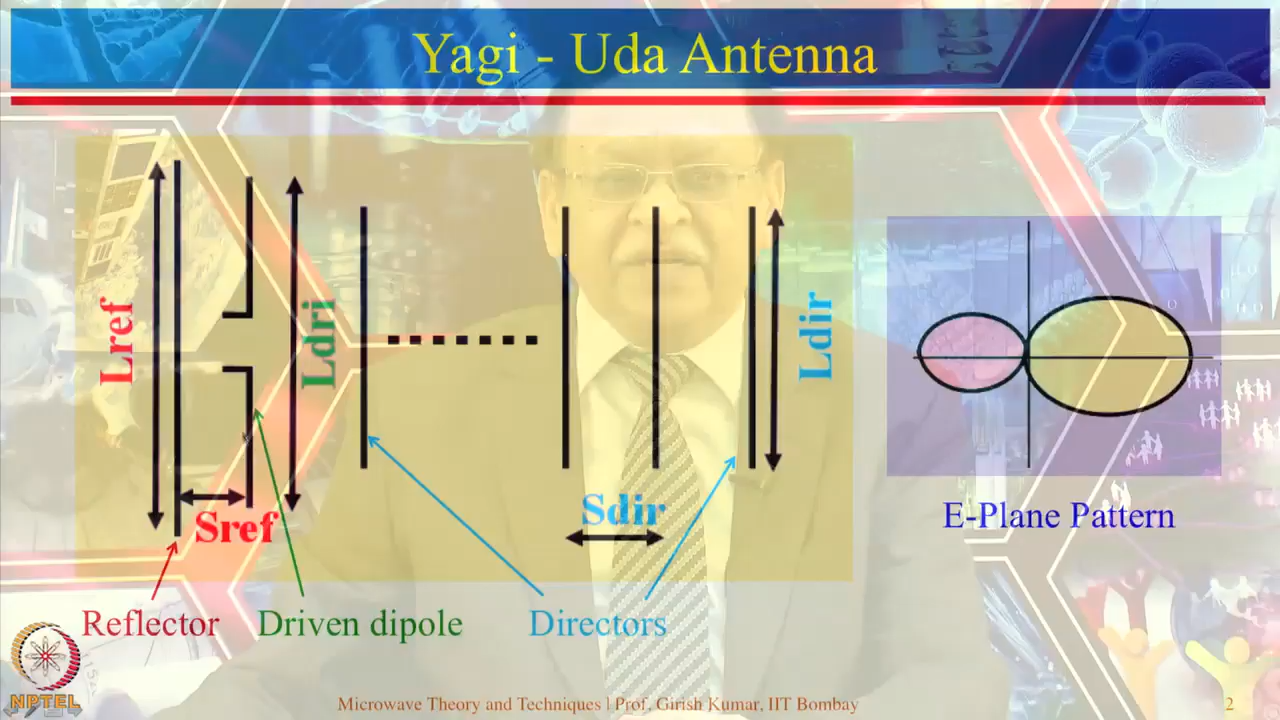 Yagi - Uda Antenna
Lref
Ldri
Ldir
Sref
Sdir
E-Plane Pattern
Reflector
Driven dipole
Directors
NPTEL
Microwave Theory and Techniques | Prof. Girish Kumar, IIT Bombay
2